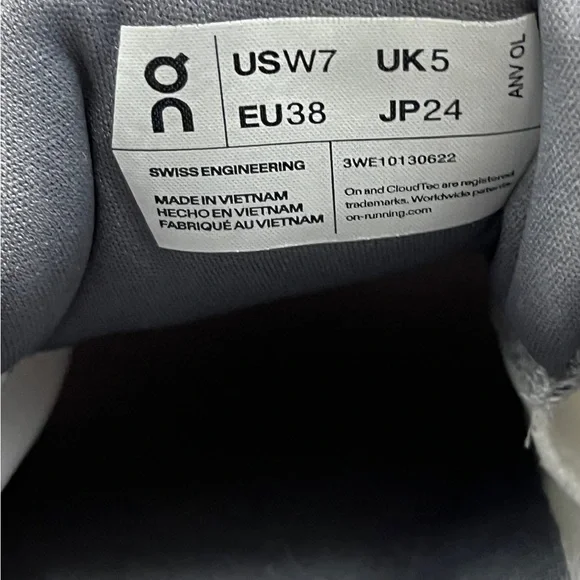 ON
USW7 UK5
EU38 JP24
ANV OL
SWISS ENGINEERING
MADE IN VIETNAM
HECHO EN VIETNAM
FABRIQUÉ AU VIETNAM
3WE10130622
On and CloudTec are registered
trademarks. Worldwide patents.
on-running.com